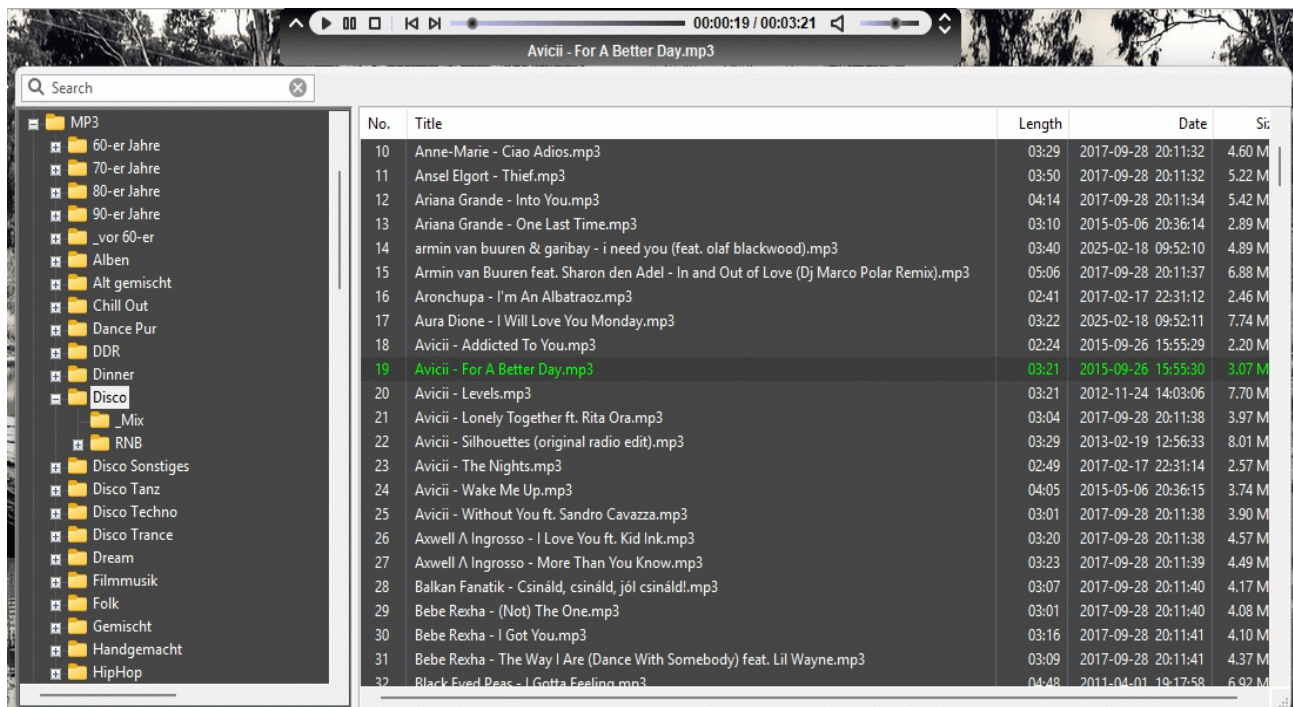 00:00:19 / 00:03:21
Avicii - For A Better Day.mp3
Search
MP3
60-er Jahre
70-er Jahre
80-er Jahre
90-er Jahre
_vor 60-er
Alben
Alt gemischt
Chill Out
Dance Pur
DDR
Dinner
Disco
_Mix
RNB
Disco Sonstiges
Disco Tanz
Disco Techno
Disco Trance
Dream
Filmmusik
Folk
Gemischt
Handgemacht
HipHop
No. Title Length Date Siz
10 Anne-Marie - Ciao Adios.mp3 03:29 2017-09-28 20:11:32 4.60 M
11 Ansel Elgort - Thief.mp3 03:50 2017-09-28 20:11:32 5.22 M
12 Ariana Grande - Into You.mp3 04:14 2017-09-28 20:11:34 5.42 M
13 Ariana Grande - One Last Time.mp3 03:10 2015-05-06 20:36:14 2.89 M
14 armin van buuren & garibay - i need you (feat. olaf blackwood).mp3 03:40 2025-02-18 09:52:10 4.89 M
15 Armin van Buuren feat. Sharon den Adel - In and Out of Love (Dj Marco Polar Remix).mp3 05:06 2017-09-28 20:11:37 6.88 M
16 Aronchupa - I'm An Albatraoz.mp3 02:41 2017-02-17 22:31:12 2.46 M
17 Aura Dione - I Will Love You Monday.mp3 03:22 2025-02-18 09:52:11 7.74 M
18 Avicii - Addicted To You.mp3 02:24 2015-09-26 15:55:29 2.20 M
19 Avicii - For A Better Day.mp3 03:21 2015-09-26 15:55:30 3.07 M
20 Avicii - Levels.mp3 03:21 2012-11-24 14:03:06 7.70 M
21 Avicii - Lonely Together ft. Rita Ora.mp3 03:04 2017-09-28 20:11:38 3.97 M
22 Avicii - Silhouettes (original radio edit).mp3 03:29 2013-02-19 12:56:33 8.01 M
23 Avicii - The Nights.mp3 02:49 2017-02-17 22:31:14 2.57 M
24 Avicii - Wake Me Up.mp3 04:05 2015-05-06 20:36:15 3.74 M
25 Avicii - Without You ft. Sandro Cavazza.mp3 03:01 2017-09-28 20:11:38 3.90 M
26 Axwell Λ Ingrosso - I Love You ft. Kid Ink.mp3 03:20 2017-09-28 20:11:38 4.57 M
27 Axwell Λ Ingrosso - More Than You Know.mp3 03:23 2017-09-28 20:11:39 4.49 M
28 Balkan Fanatik - Csináld, csináld, jól csináld!.mp3 03:07 2017-09-28 20:11:40 4.17 M
29 Bebe Rexha - (Not) The One.mp3 03:01 2017-09-28 20:11:40 4.08 M
30 Bebe Rexha - I Got You.mp3 03:16 2017-09-28 20:11:41 4.10 M
31 Bebe Rexha - The Way I Are (Dance With Somebody) feat. Lil Wayne.mp3 03:09 2017-09-28 20:11:41 4.37 M
32 Black Eyed Peas - I Gotta Feeling.mp3 04:48 2011-04-01 19:17:58 6.92 M